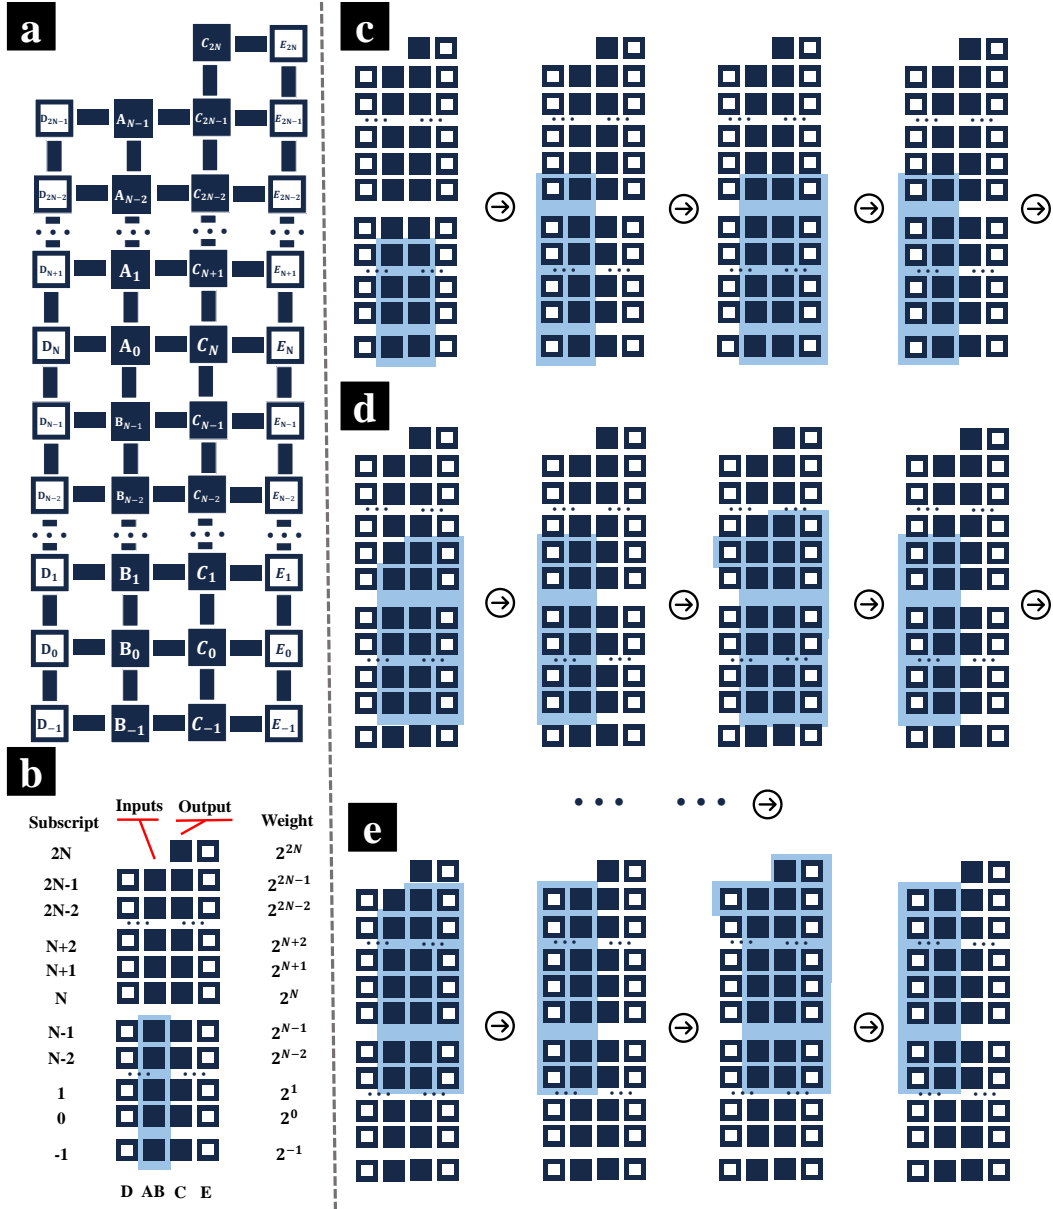 a
C2N E2N
D2N-1 AN-1 C2N-1 E2N-1
D2N-2 AN-2 C2N-2 E2N-2
DN+1 A1 CN+1 EN+1
DN A0 CN EN
DN-1 BN-1 CN-1 EN-1
DN-2 BN-2 CN-2 EN-2
D1 B1 C1 E1
D0 B0 C0 E0
D-1 B-1 C-1 E-1
b
Inputs Output
Subscript Weight
2N 2^2N
2N-1 2^2N-1
2N-2 2^2N-2
N+2 2^N+2
N+1 2^N+1
N 2^N
N-1 2^N-1
N-2 2^N-2
1 2^1
0 2^0
-1 2^-1
D AB C E
c
d
e